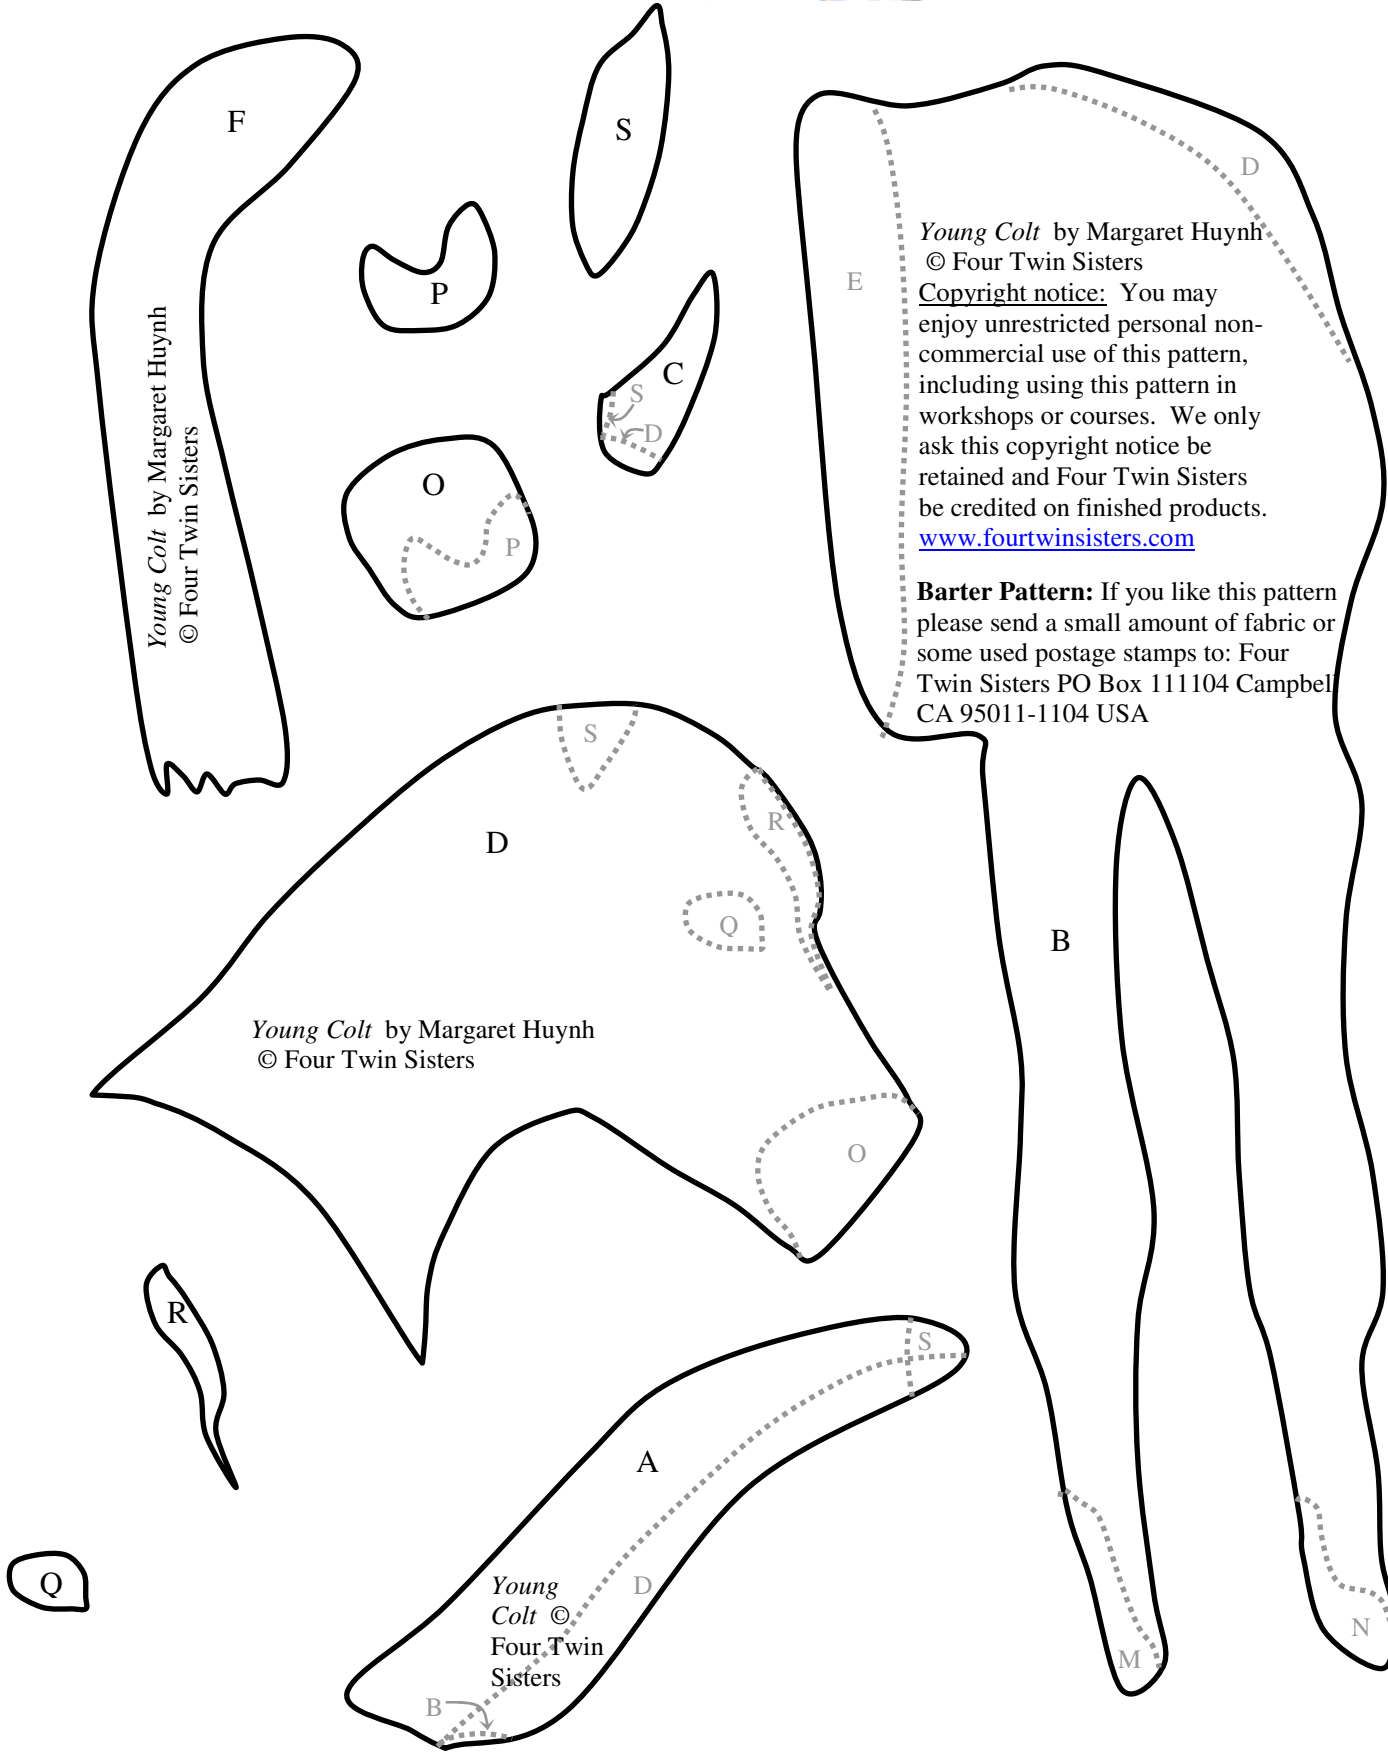 F
S
P
C
S
D
O
P
Young Colt by Margaret Huynh
© Four Twin Sisters
D
E
Young Colt by Margaret Huynh
© Four Twin Sisters
Copyright notice: You may
enjoy unrestricted personal non-
commercial use of this pattern,
including using this pattern in
workshops or courses. We only
ask this copyright notice be
retained and Four Twin Sisters
be credited on finished products.
www.fourtwinsisters.com
Barter Pattern: If you like this pattern
please send a small amount of fabric or
some used postage stamps to: Four
Twin Sisters PO Box 111104 Campbell
CA 95011-1104 USA
S
D
R
Q
Young Colt by Margaret Huynh
© Four Twin Sisters
O
B
R
S
A
D
Young
Colt ©
Four Twin
Sisters
B
Q
M
N